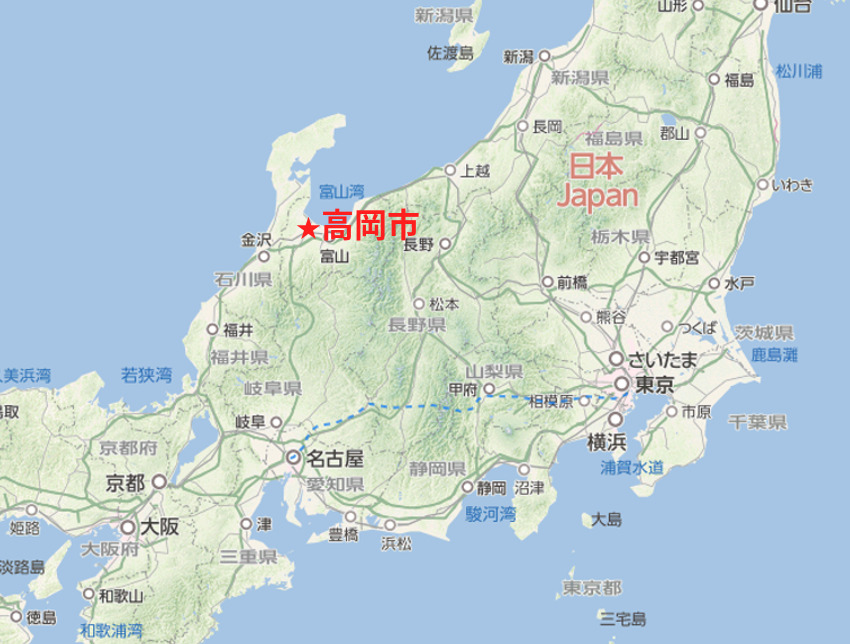 新潟県
山形
仙台
佐渡島
新潟
松川浦
新潟県
福島
長岡
福島県
郡山
日本
Japan
上越
いわき
富山湾
★高岡市
金沢
富山
長野
栃木県
宇都宮
石川県
前橋
水戸
松本
熊谷
つくば
長野県
茨城県
福井
鹿島灘
さいたま
福井県
若狭湾
久美浜湾
山梨県
岐阜県
甲府
相模原
東京
鳥取
岐阜
市原
千葉県
横浜
京都府
名古屋
静岡県
浦賀水道
京都
愛知県
静岡
沼津
姫路
大阪
津
駿河湾
大島
豊橋
浜松
大阪府
三重県
淡路島
東京都
和歌山
徳島
三宅島
和歌浦湾